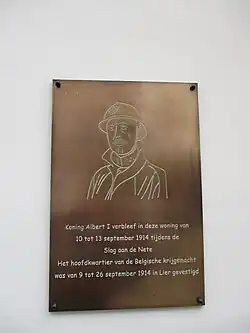 Koning Albert I verbleef in deze woning van
10 tot 13 september 1914 tijdens de
Slag aan de Nete
Het hoofdkwartier van de Belgische krijgsmacht
was van 9 tot 26 september 1914 in Lier gevestigd